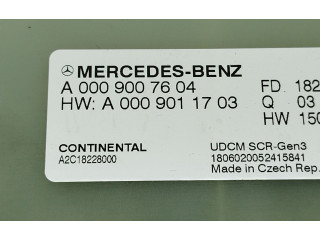 MERCEDES-BENZ
A 000 900 76 04 FD 182
HW: A 000 901 17 03 Q 03
HW 150
CONTINENTAL UDCM SCR-Gen3
A2C18228000 1806020052415841
Made in Czech Rep.